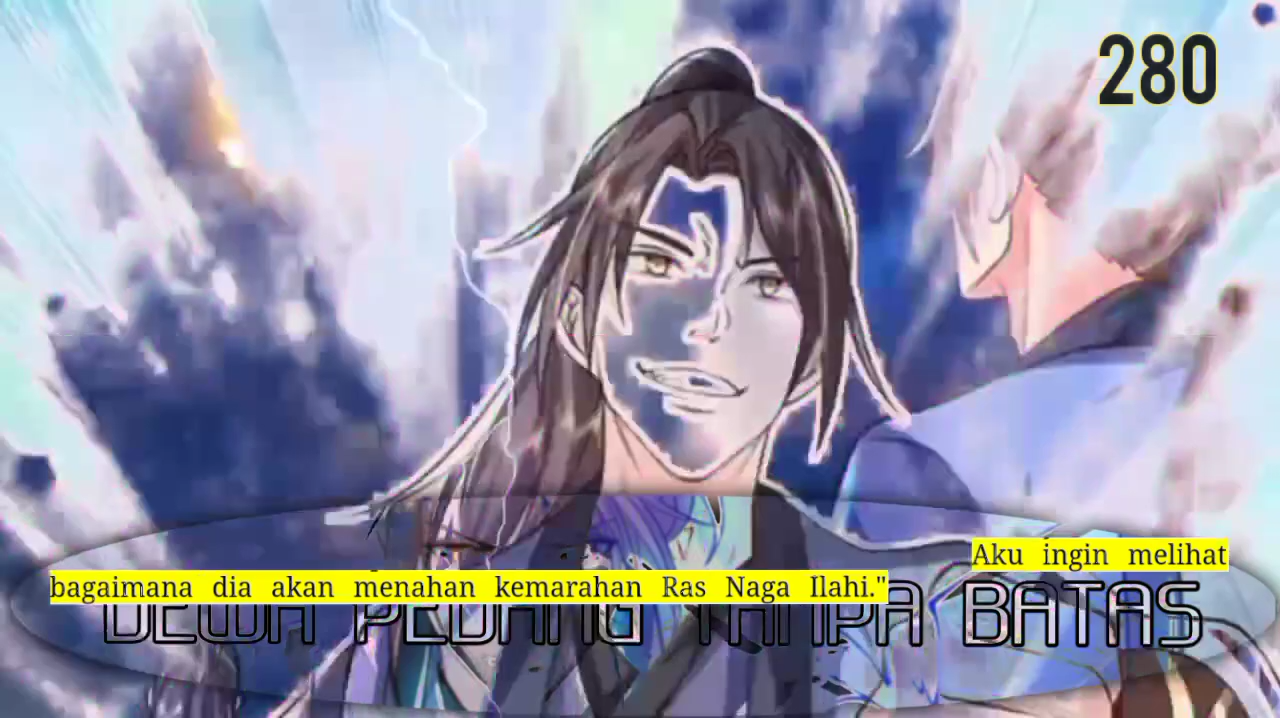 280
Aku ingin melihat
bagaimana dia akan menahan kemarahan Ras Naga Ilahi."
DEWA PEDANG TANPA BATAS